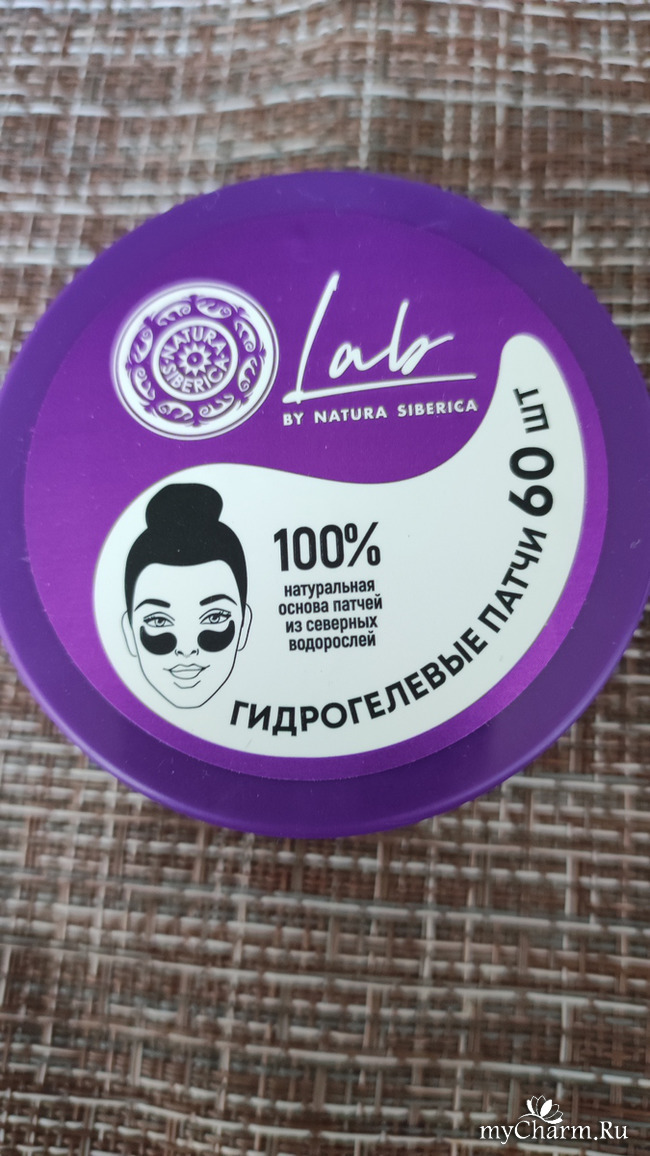 NATURA
SIBERICA
Lab
BY NATURA SIBERICA
100%
натуральная
основа патчей
из северных
водорослей
ГИДРОГЕЛЕВЫЕ ПАТЧИ 60 ШТ
myCharm.Ru